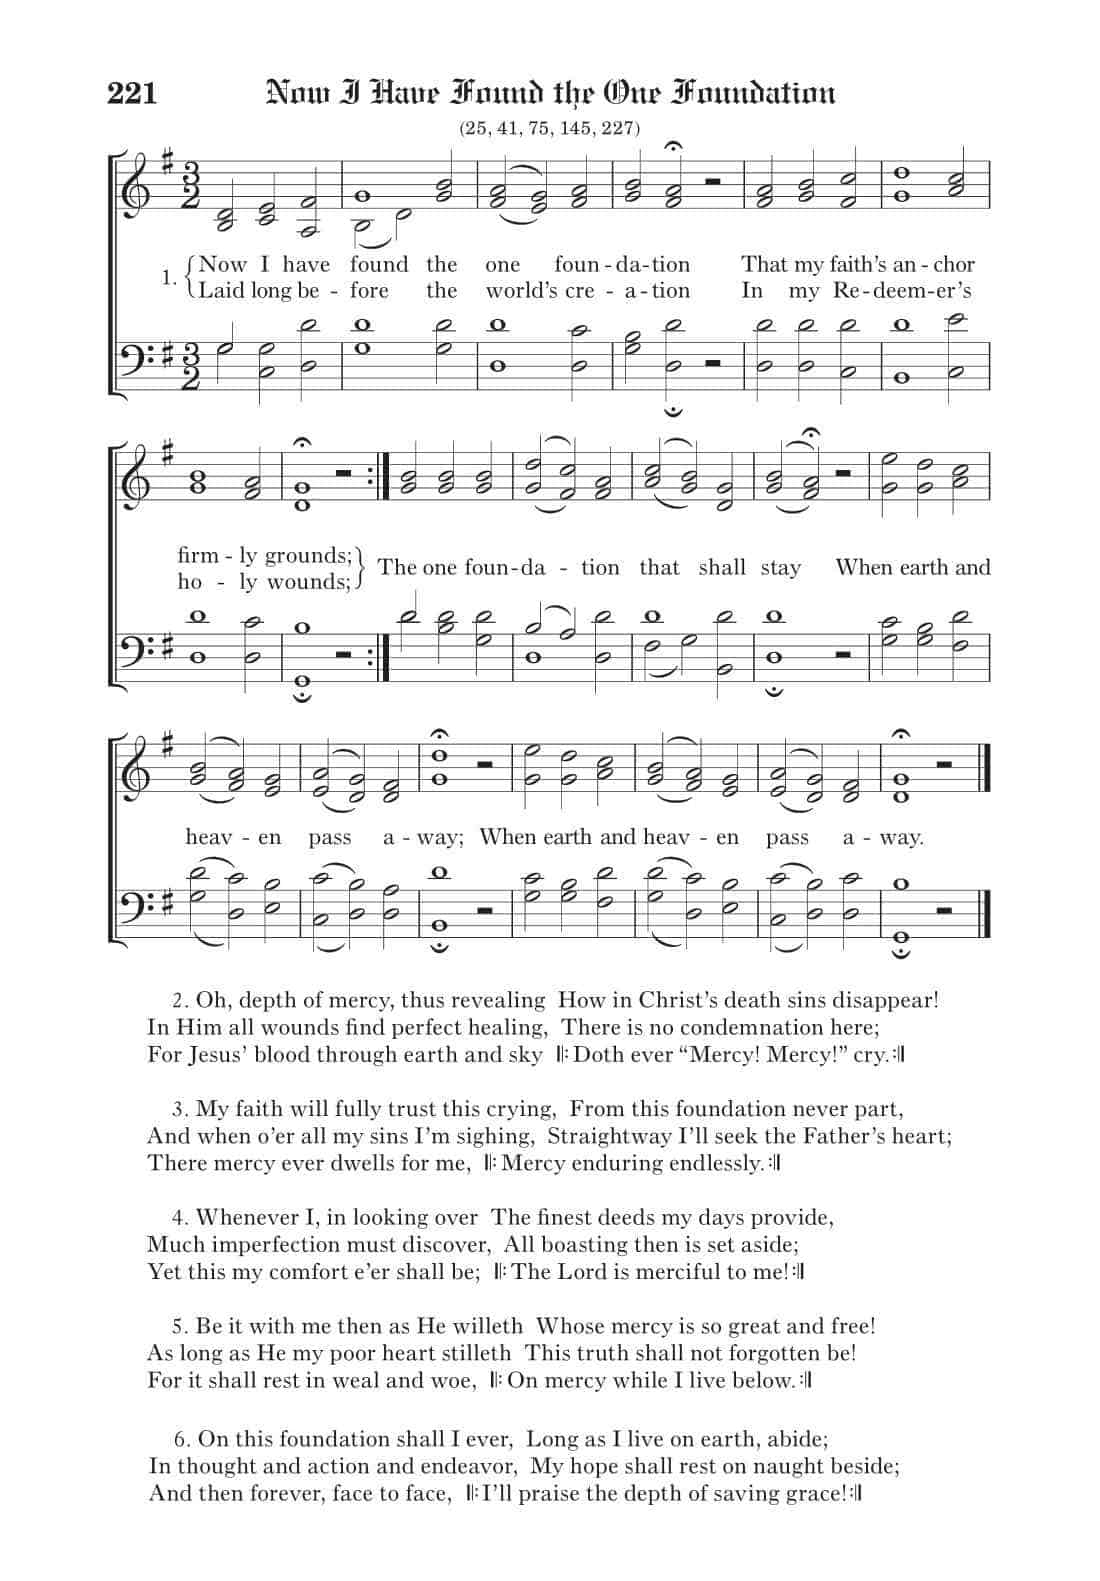 221 Now I Have Found the One Foundation
(25, 41, 75, 145, 227)
3 2
1. { Now I have found the one foun - da - tion That my faith's an - chor
Laid long be - fore the world's cre - a - tion In my Re - deem - er's
3 2
firm - ly grounds; } The one foun - da - tion that shall stay When earth and
ho - ly wounds;
heav - en pass a - way; When earth and heav - en pass a - way.
2. Oh, depth of mercy, thus revealing How in Christ's death sins disappear!
In Him all wounds find perfect healing, There is no condemnation here;
For Jesus' blood through earth and sky 𝄆 Doth ever “Mercy! Mercy!” cry. 𝄇
3. My faith will fully trust this crying, From this foundation never part,
And when o'er all my sins I'm sighing, Straightway I'll seek the Father's heart;
There mercy ever dwells for me, 𝄆 Mercy enduring endlessly. 𝄇
4. Whenever I, in looking over The finest deeds my days provide,
Much imperfection must discover, All boasting then is set aside;
Yet this my comfort e'er shall be; 𝄆 The Lord is merciful to me! 𝄇
5. Be it with me then as He willeth Whose mercy is so great and free!
As long as He my poor heart stilleth This truth shall not forgotten be!
For it shall rest in weal and woe, 𝄆 On mercy while I live below. 𝄇
6. On this foundation shall I ever, Long as I live on earth, abide;
In thought and action and endeavor, My hope shall rest on naught beside;
And then forever, face to face, 𝄆 I'll praise the depth of saving grace! 𝄇